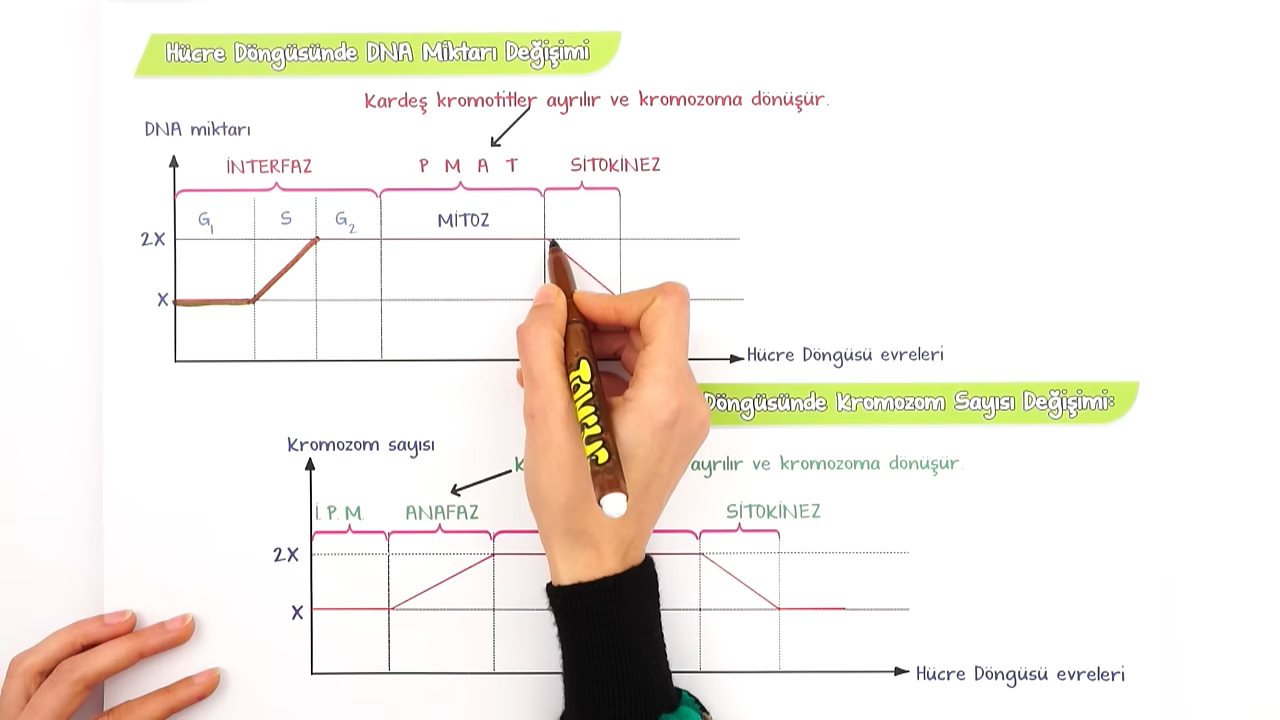 Hücre Döngüsünde DNA Miktarı Değişimi
Kardeş kromotitler ayrılır ve kromozoma dönüşür.
DNA miktarı
İNTERFAZ P M A T SİTOKİNEZ
G1 S G2 MİTOZ
2X
X
Hücre Döngüsü evreleri
Döngüsünde Kromozom Sayısı Değişimi:
Kromozom sayısı
K ayrılır ve kromozoma dönüşür.
İ. P. M. ANAFAZ SİTOKİNEZ
2X
X
Hücre Döngüsü evreleri